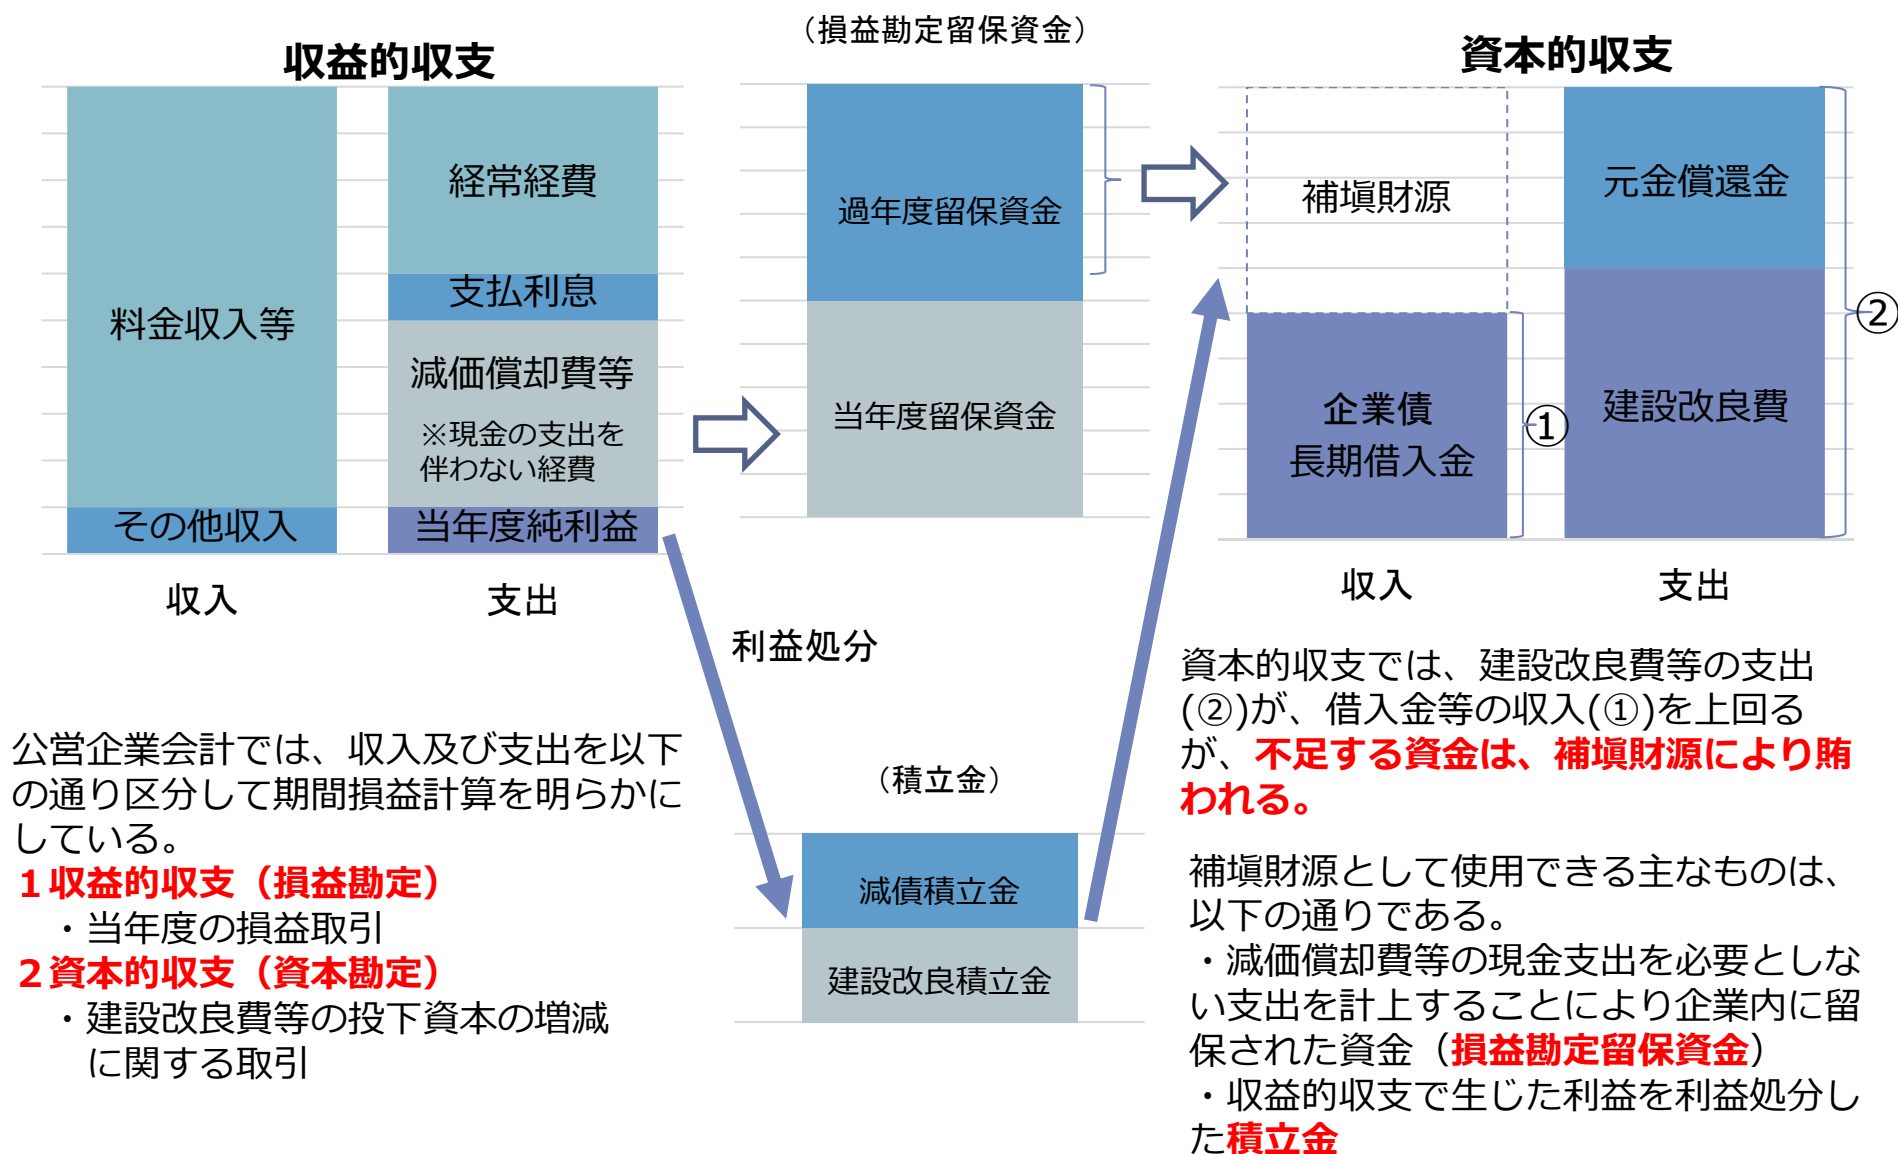 収益的収支
料金収入等
その他収入
経常経費
支払利息
減価償却費等
※現金の支出を
伴わない経費
当年度純利益
収入
支出
(損益勘定留保資金)
過年度留保資金
当年度留保資金
資本的収支
補塡財源
企業債
長期借入金
①
元金償還金
建設改良費
②
収入
支出
利益処分
(積立金)
減債積立金
建設改良積立金
公営企業会計では、収入及び支出を以下
の通り区分して期間損益計算を明らかに
している。
1収益的収支(損益勘定)
・当年度の損益取引
2資本的収支(資本勘定)
・建設改良費等の投下資本の増減
に関する取引
資本的収支では、建設改良費等の支出
(②)が、借入金等の収入(①)を上回る
が、不足する資金は、補塡財源により賄
われる。
補塡財源として使用できる主なものは、
以下の通りである。
・減価償却費等の現金支出を必要としな
い支出を計上することにより企業内に留
保された資金(損益勘定留保資金)
・収益的収支で生じた利益を利益処分し
た積立金